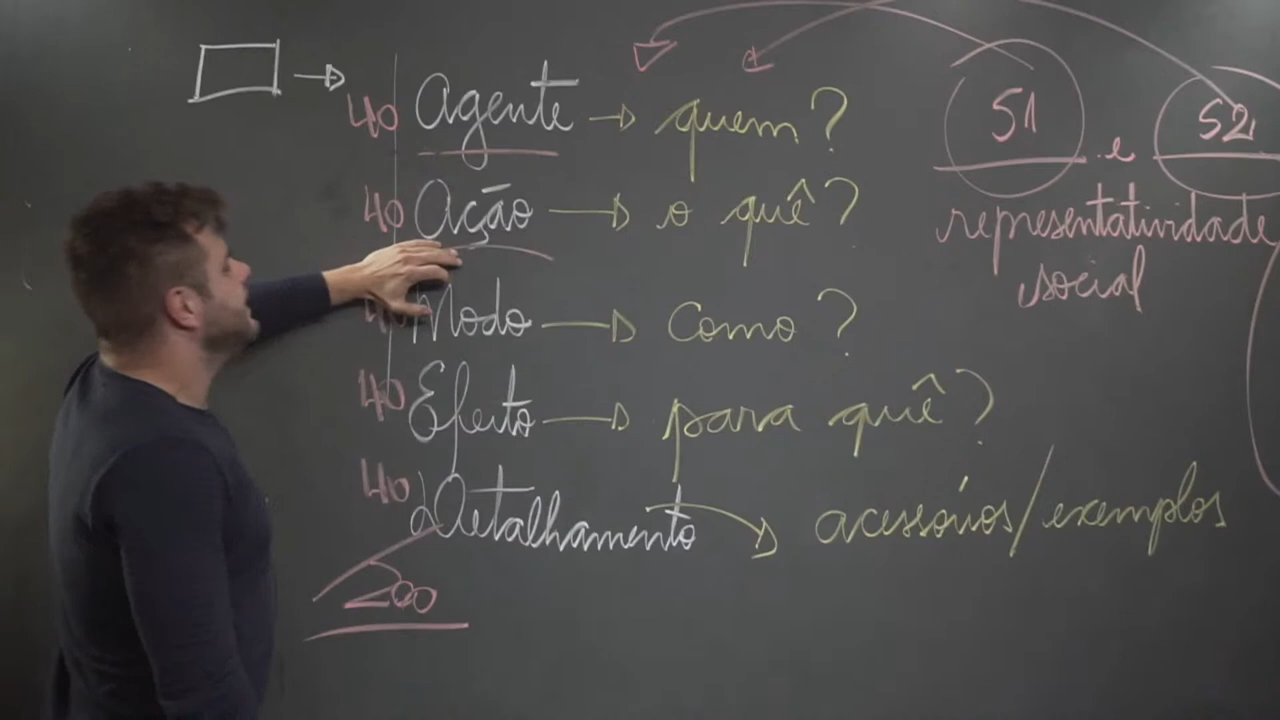 40 Agente → quem?
40 Ação → o quê?
40 Modo → Como?
40 Efeito → para quê?
40 Detalhamento → acessórios/exemplos
200
S1 e S2
representatividade
social